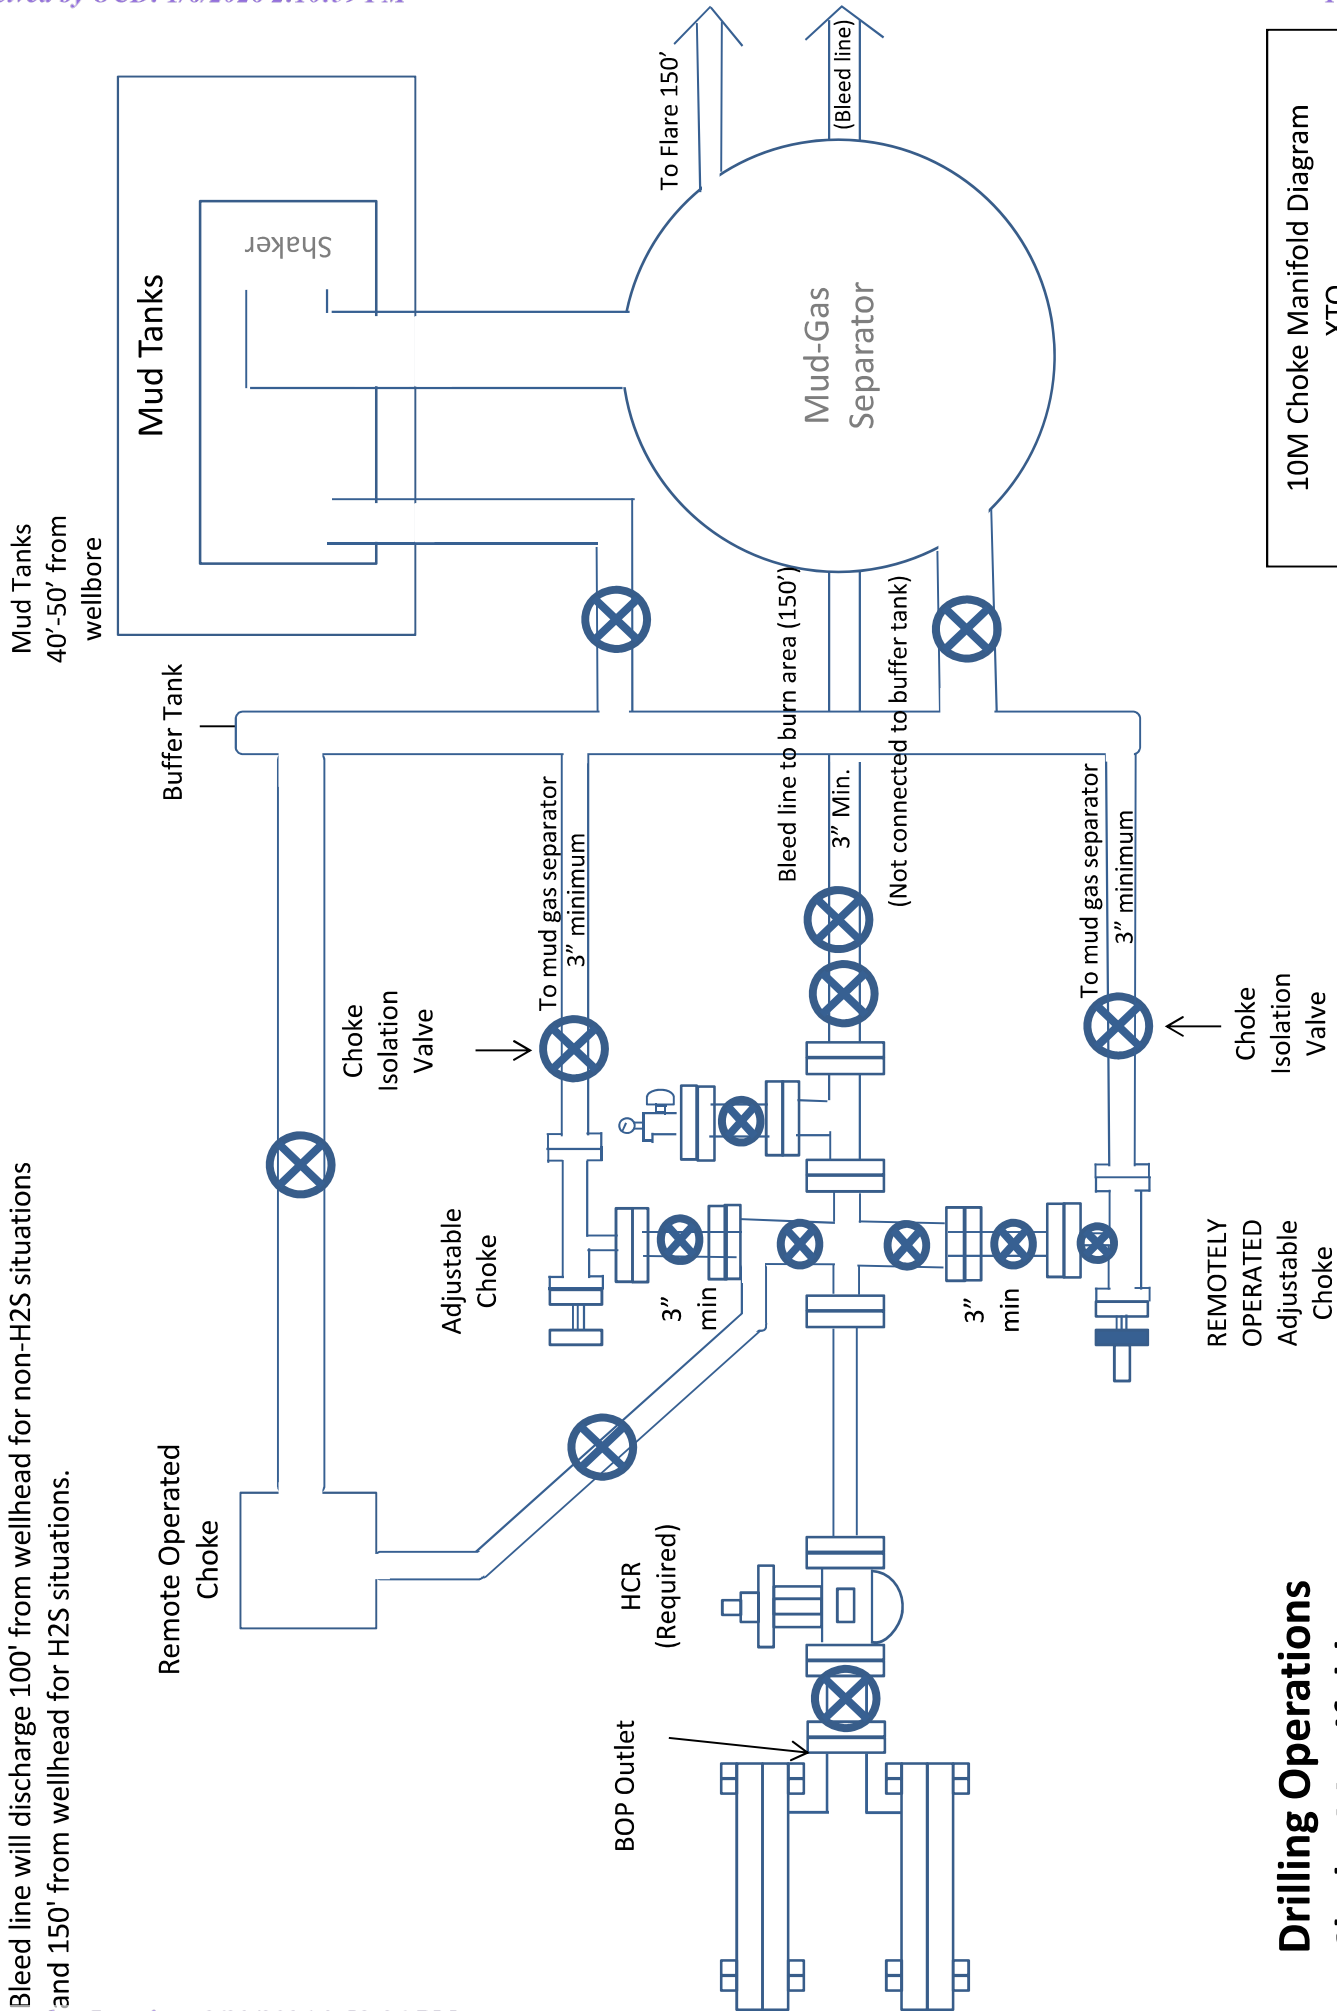 Bleed line will discharge 100' from wellhead for non-H2S situations
and 150' from wellhead for H2S situations.
Mud Tanks
40’-50’ from
wellbore
Mud Tanks
Shaker
Buffer Tank
Remote Operated
Choke
Choke
Isolation
Valve
Adjustable
Choke
To mud gas separator
3” minimum
To Flare 150’
(Bleed line)
Mud-Gas
Separator
Bleed line to burn area (150’)
3” Min.
(Not connected to buffer tank)
3”
min
3”
min
HCR
(Required)
BOP Outlet
To mud gas separator
3” minimum
Choke
Isolation
Valve
REMOTELY
OPERATED
Adjustable
Choke
10M Choke Manifold Diagram
XTO
Drilling Operations